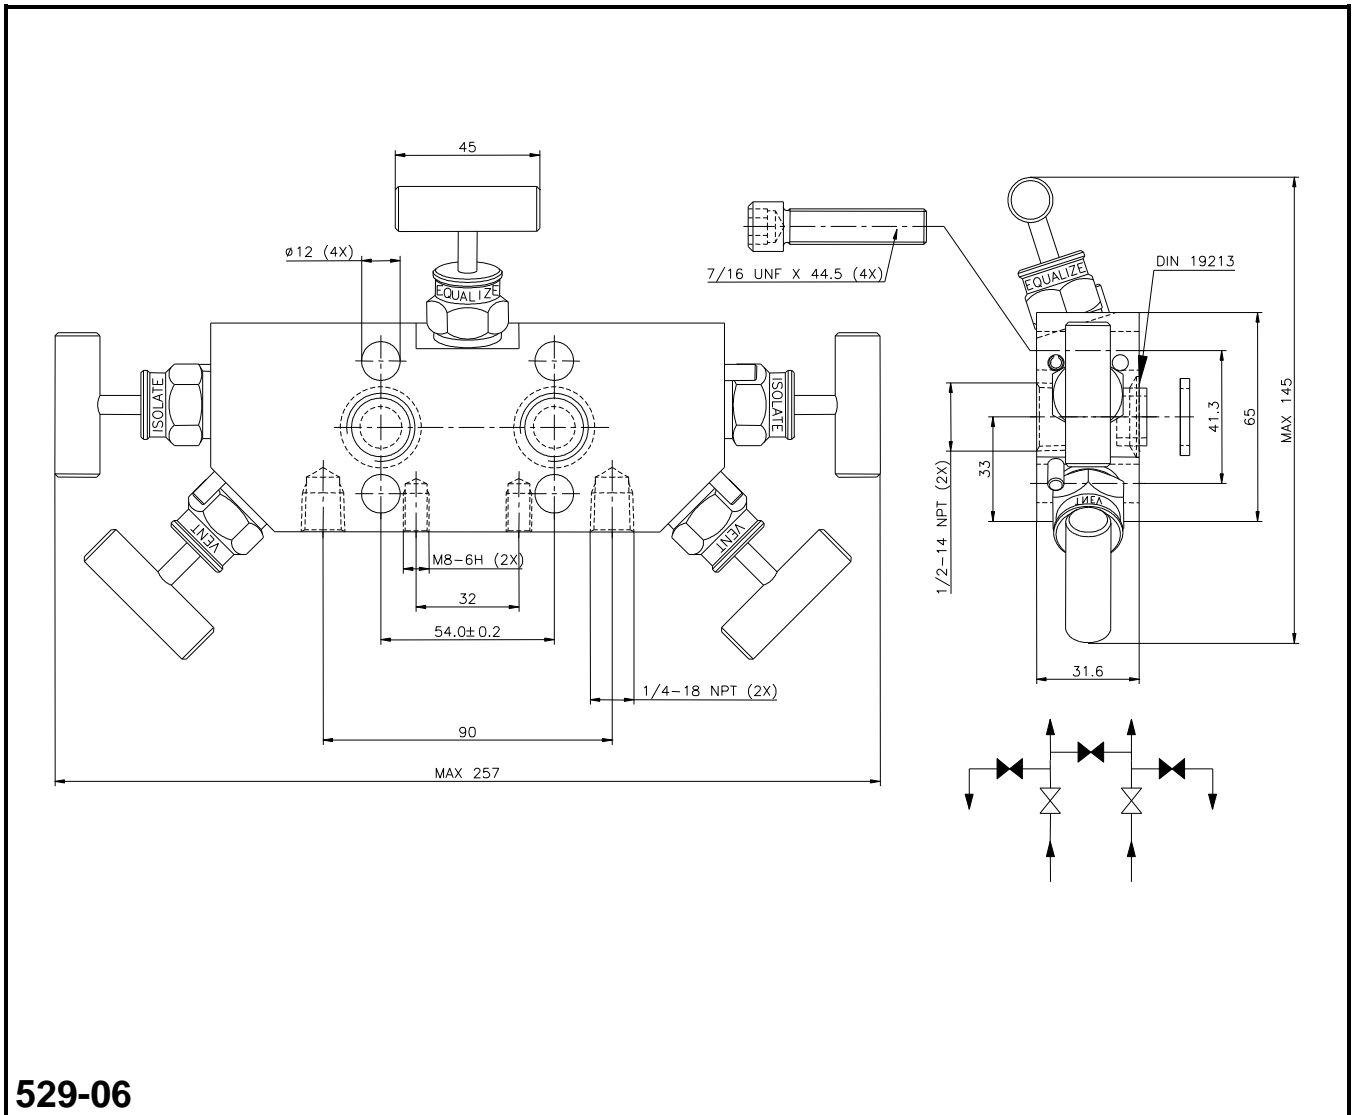 45
ø12 (4X)
EQUALIZE
ISOLATE
ISOLATE
VENT
VENT
M8-6H (2X)
32
54.0±0.2
1/4-18 NPT (2X)
90
MAX 257
7/16 UNF X 44.5 (4X)
EQUALIZE
DIN 19213
VENT
1/2-14 NPT (2X)
33
41.3
65
MAX 145
31.6
529-06